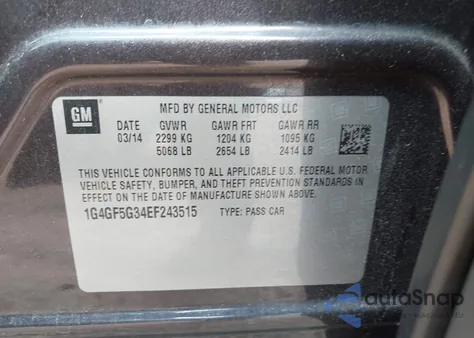 GM
MFD BY GENERAL MOTORS LLC
DATE GVWR GAWR FRT GAWR RR
03/14 2299 KG 1204 KG 1095 KG
5068 LB 2654 LB 2414 LB
THIS VEHICLE CONFORMS TO ALL APPLICABLE U.S. FEDERAL MOTOR
VEHICLE SAFETY, BUMPER, AND THEFT PREVENTION STANDARDS
IN EFFECT ON THE DATE OF MANUFACTURE SHOWN ABOVE.
1G4GF5G34EF243515 TYPE: PASS CAR
autoSnap